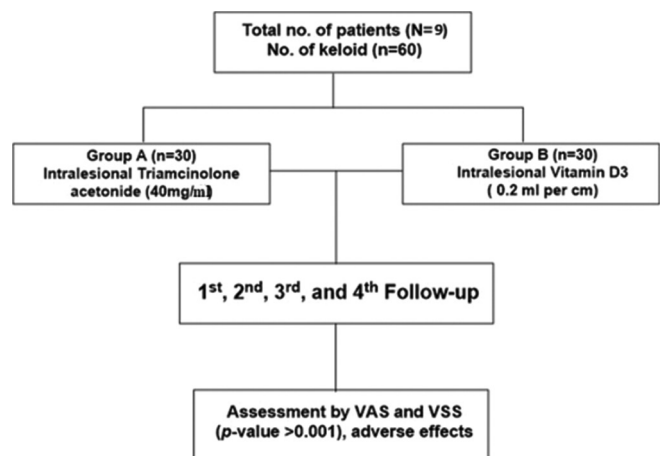 Total no. of patients (N=9)
No. of keloid (n=60)
Group A (n=30)
Intralesional Triamcinolone
acetonide (40mg/ml)
Group B (n=30)
Intralesional Vitamin D3
( 0.2 ml per cm)
1st, 2nd, 3rd, and 4th Follow-up
Assessment by VAS and VSS
(p-value >0.001), adverse effects